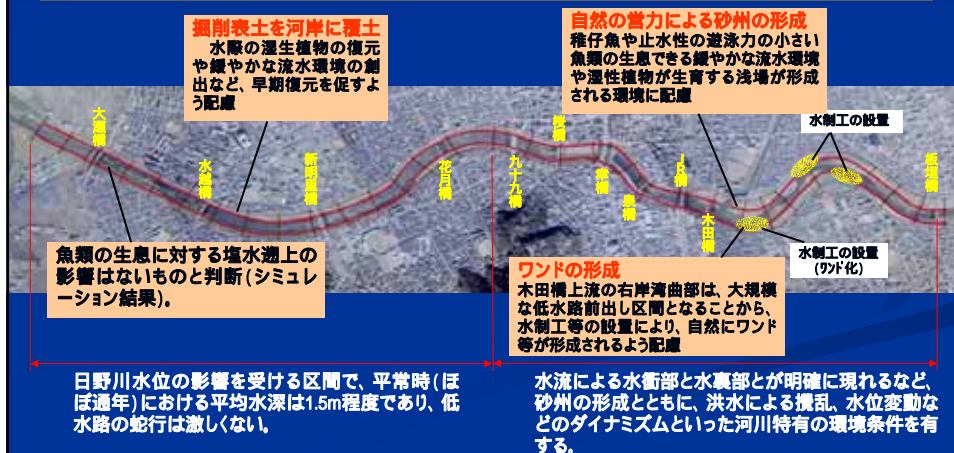 掘削表土を河岸に覆土
水際の湿生植物の復元
や緩やかな流水環境の創
出など、早期復元を促すよ
う配慮
自然の営力による砂州の形成
稚仔魚や止水性の遊泳力の小さい
魚類の生息できる緩やかな流水環境
や湿性植物が生育する浅場が形成
される環境に配慮
水制工の設置
大瀬橋
水越橋
新明里橋
花月橋
九十九橋
桜橋
幸橋
泉橋
JR橋
木田橋
板垣橋
魚類の生息に対する塩水遡上の
影響はないものと判断(シミュレ
ーション結果)。
水制工の設置
(ワンド化)
ワンドの形成
木田橋上流の右岸湾曲部は、大規模
な低水路前出し区間となることから、
水制工等の設置により、自然にワンド
等が形成されるよう配慮
日野川水位の影響を受ける区間で、平常時(ほ
ぼ通年)における平均水深は1.5m程度であり、低
水路の蛇行は激しくない。
水流による水衝部と水裏部とが明確に現れるなど、
砂州の形成とともに、洪水による攪乱、水位変動な
どのダイナミズムといった河川特有の環境条件を有
する。